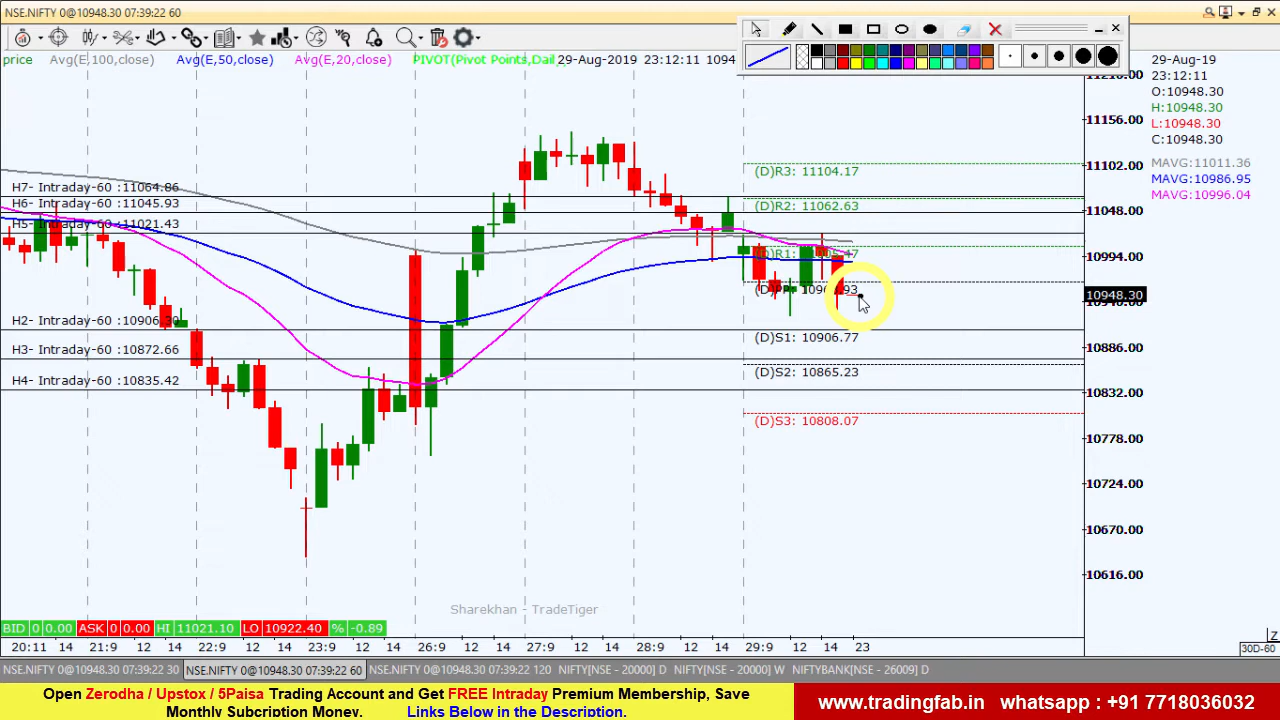 NSE.NIFTY 0@10948.30 07:39:22 60
price Avg(E,100,close) Avg(E,50,close) Avg(E,20,close) PIVOT(Pivot Points,Dail 29-Aug-2019 23:12:11 1094
29-Aug-19
23:12:11
O:10948.30
H:10948.30
L:10948.30
C:10948.30
MAVG:11011.36
MAVG:10986.95
MAVG:10996.04
11210.00
11156.00
11102.00
11048.00
10994.00
10948.30
10886.00
10832.00
10778.00
10724.00
10670.00
10616.00
(D)R3: 11104.17
H7- Intraday-60 :11064.86
H6- Intraday-60 :11045.93
(D)R2: 11062.63
H5- Intraday-60 :11021.43
(D)R1:
H2- Intraday-60 :10906.30
(D)S1: 10906.77
H3- Intraday-60 :10872.66
(D)S2: 10865.23
H4- Intraday-60 :10835.42
(D)S3: 10808.07
Sharekhan - TradeTiger
BID 0 0.00 ASK 0 0.00 HI 11021.10 LO 10922.40 % -0.89
20:11 14 22:9 12 14 23:9 12 14 26:9 12 14 27:9 12 14 28:9 12 14 29:9 12 14 23
Z
30D-60
NSE.NIFTY 0@10948.30 07:39:22 30 NSE.NIFTY 0@10948.30 07:39:22 60 NSE.NIFTY 0@10948.30 07:39:22 120 NIFTY[NSE - 20000] D NIFTY[NSE - 20000] W NIFTYBANK[NSE - 26009] D
Open Zerodha / Upstox / 5Paisa Trading Account and Get FREE Intraday Premium Membership, Save
Monthly Subcription Money. Links Below in the Description.
www.tradingfab.in whatsapp : +91 7718036032